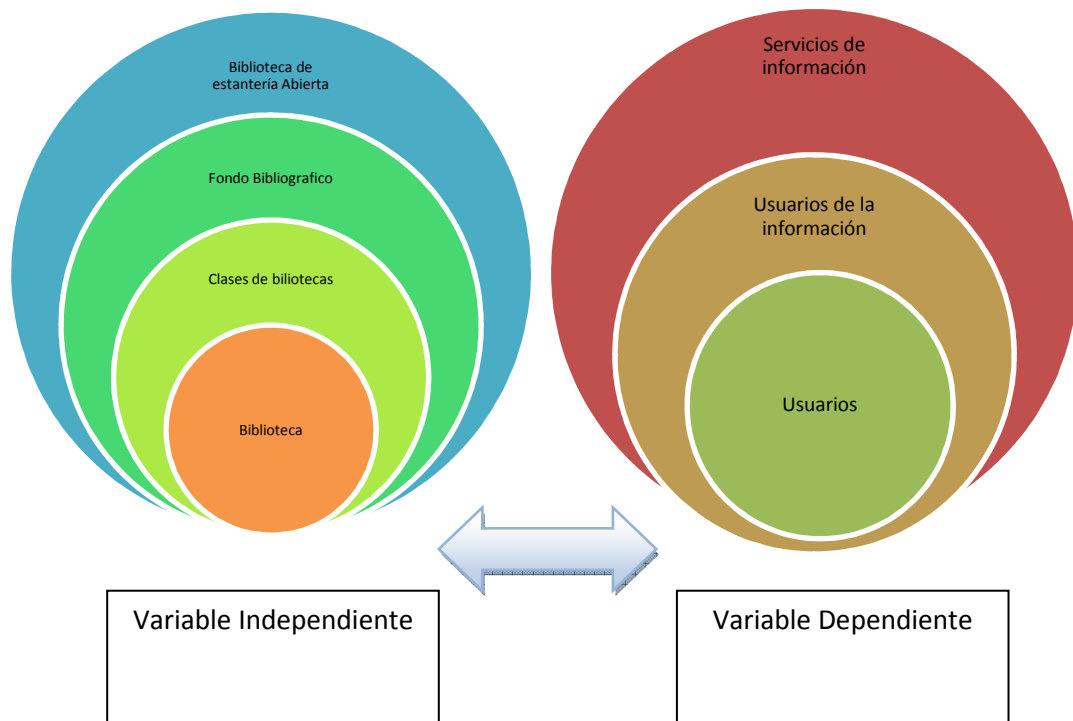 Biblioteca de
estantería Abierta
Fondo Bibliografico
Clases de biliotecas
Biblioteca
Servicios de
información
Usuarios de la
información
Usuarios
Variable Independiente
Variable Dependiente